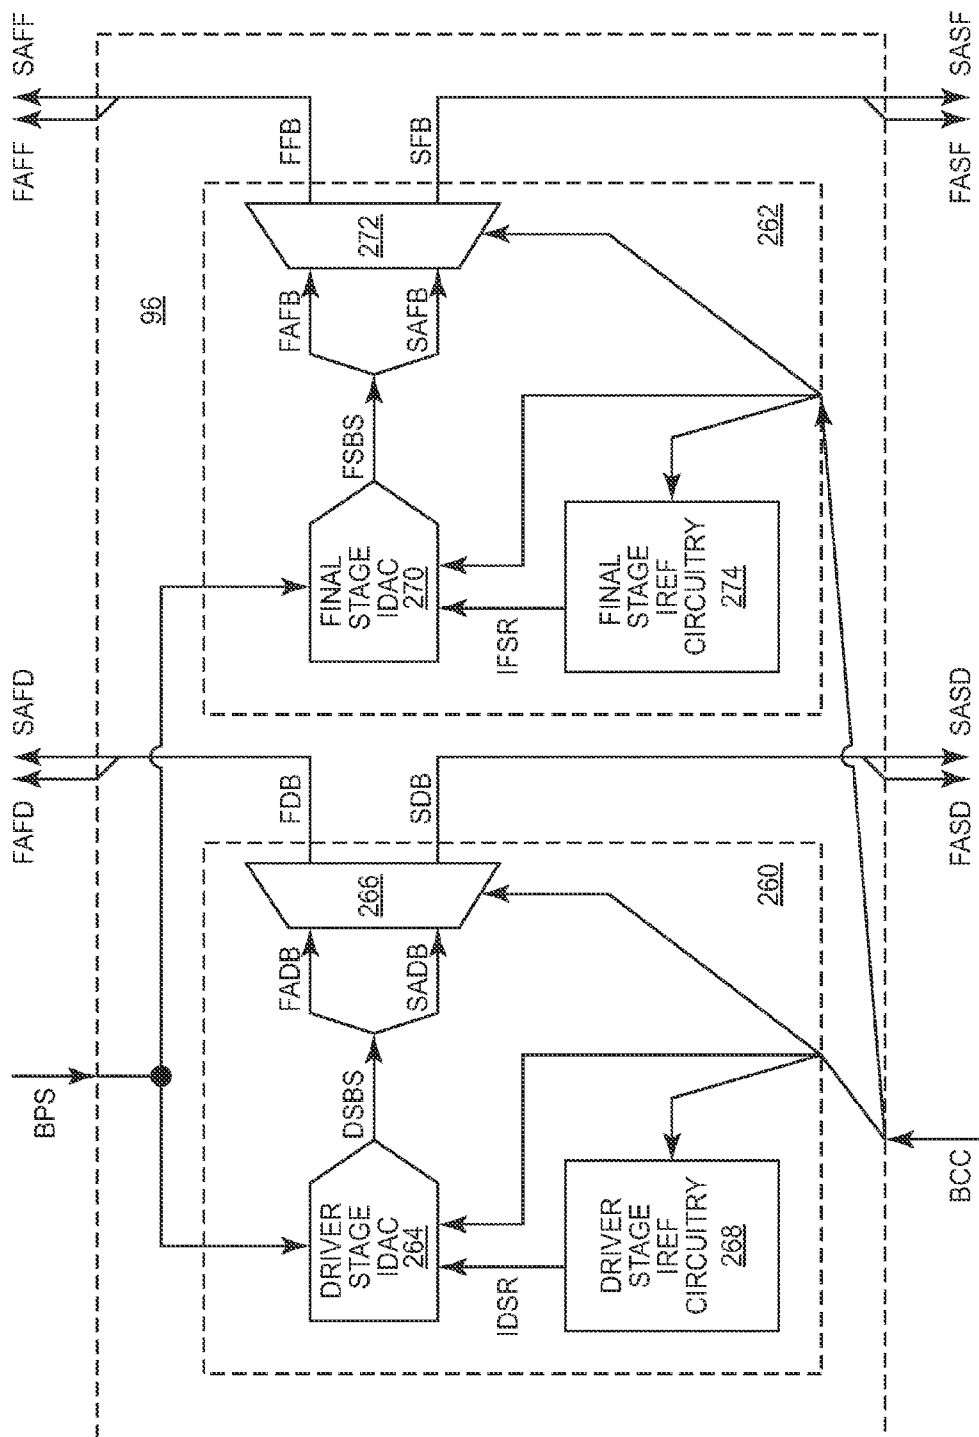 FAFD
SAFD
FAFF
SAFF
BPS
96
DRIVER
STAGE
IDAC
264
DSBS
FADB
SADB
266
FDB
SDB
IDSR
DRIVER
STAGE
IREF
CIRCUITRY
268
260
FINAL
STAGE
IDAC
270
FSBS
FAFB
SAFB
272
FFB
SFB
IFSR
FINAL
STAGE
IREF
CIRCUITRY
274
262
BCC
FASD
SASD
FASF
SASF